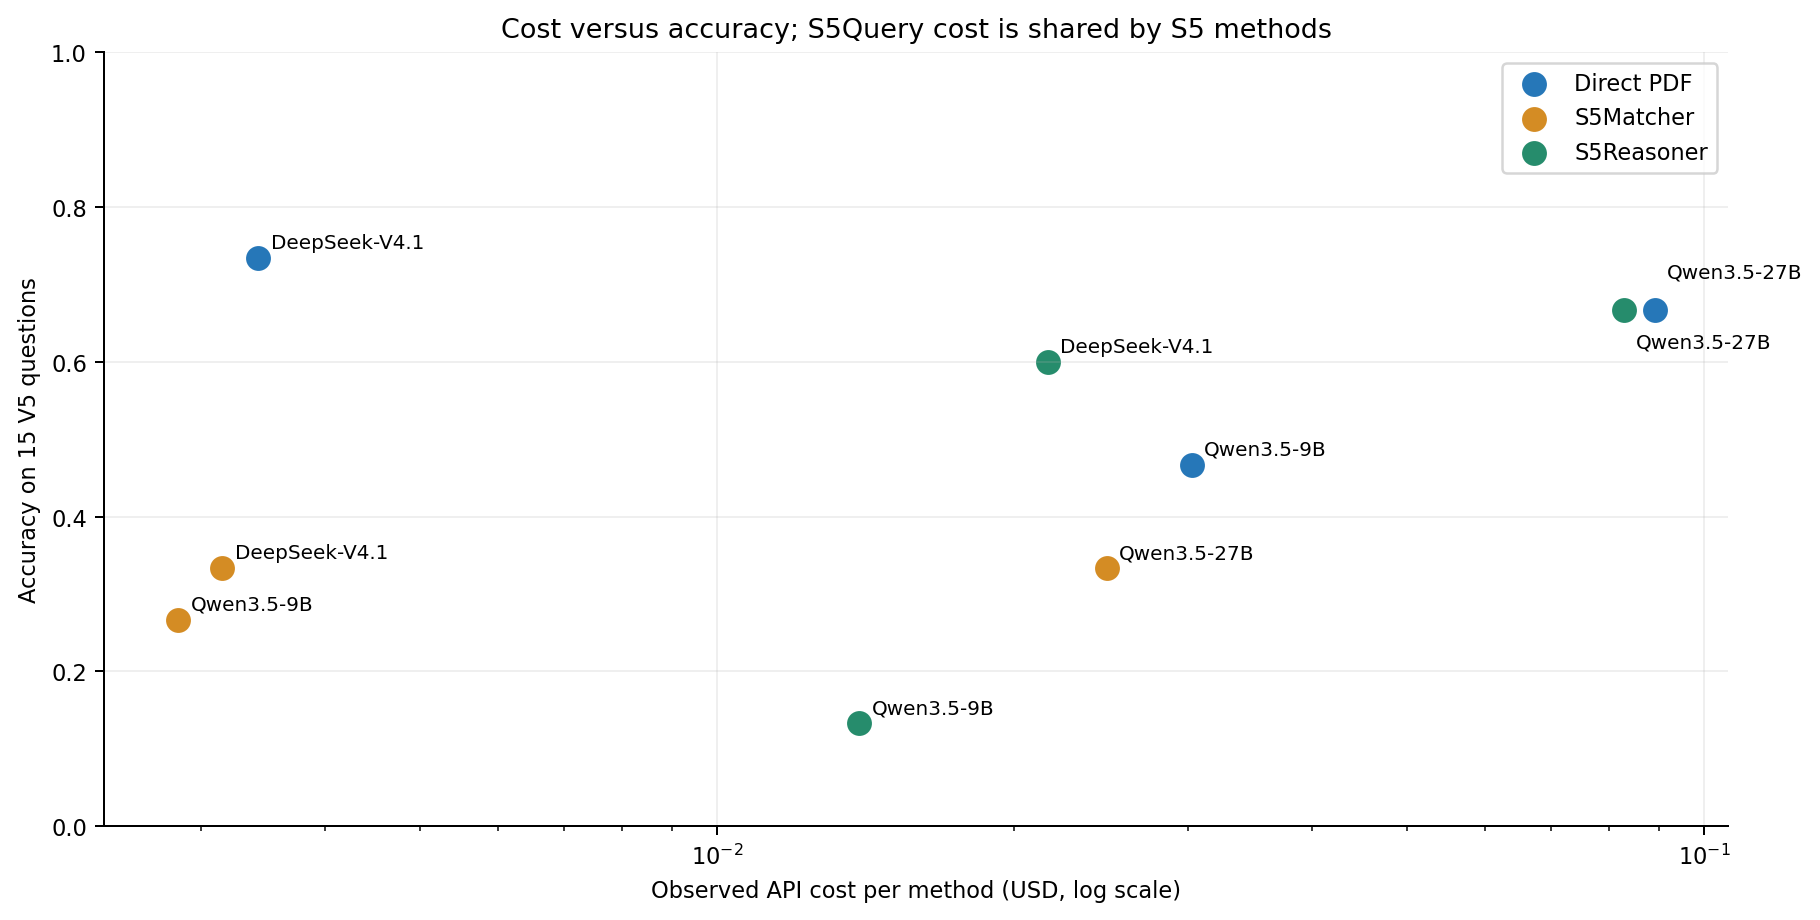 Cost versus accuracy; S5Query cost is shared by S5 methods
1.0
0.8
0.6
0.4
0.2
0.0
Accuracy on 15 V5 questions
Direct PDF
S5Matcher
S5Reasoner
DeepSeek-V4.1
Qwen3.5-27B
Qwen3.5-27B
DeepSeek-V4.1
Qwen3.5-9B
DeepSeek-V4.1
Qwen3.5-27B
Qwen3.5-9B
Qwen3.5-9B
10⁻²
10⁻¹
Observed API cost per method (USD, log scale)